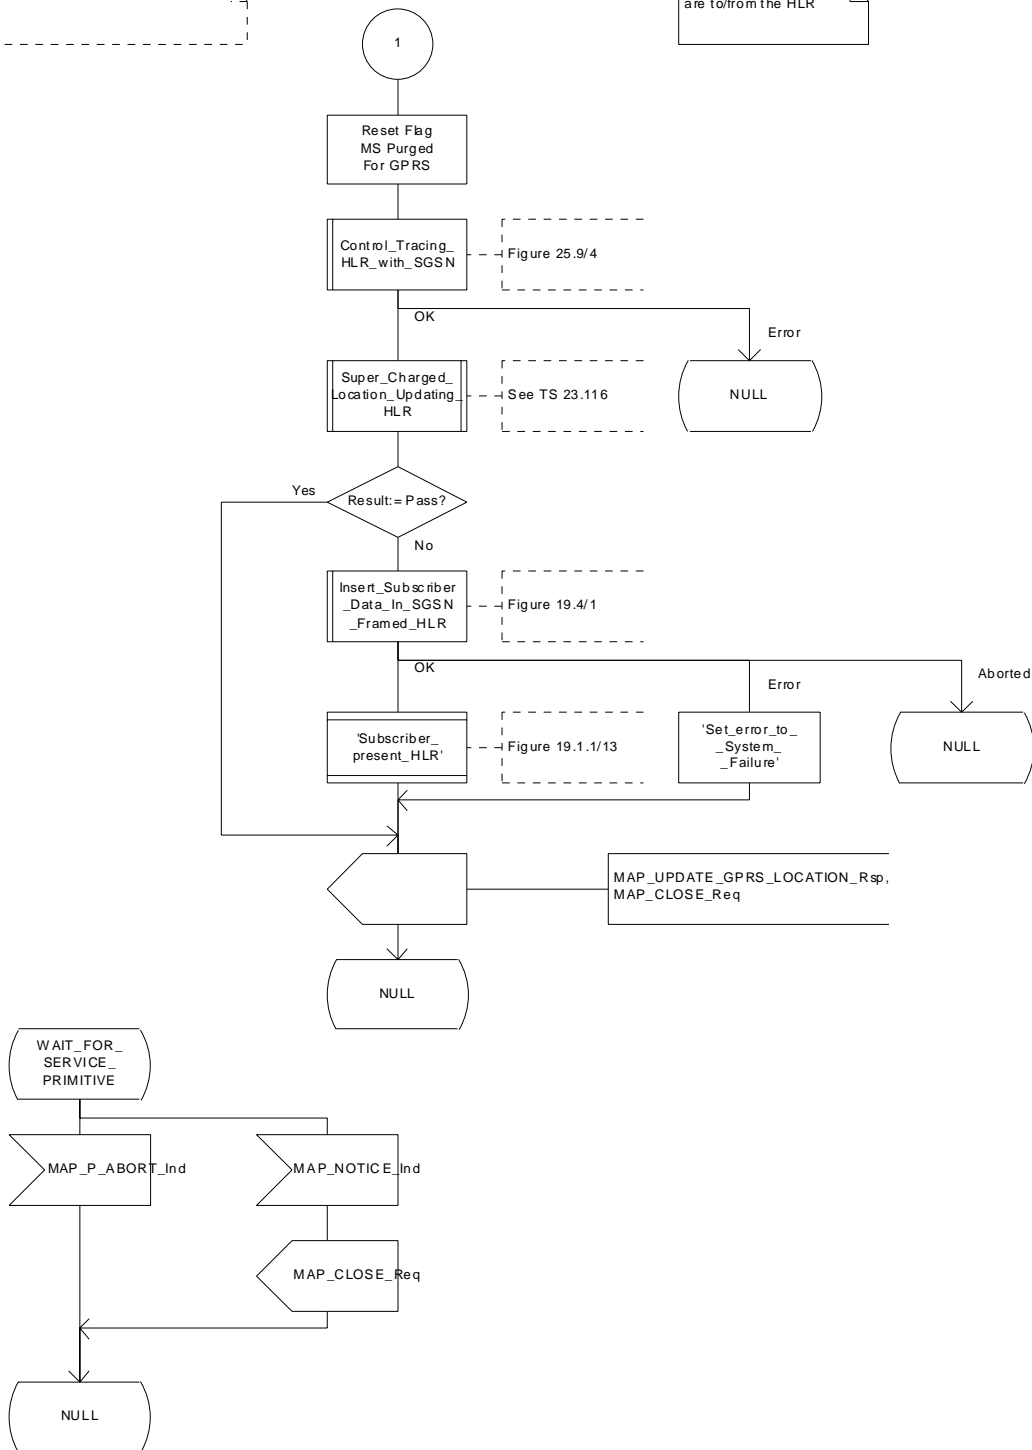 are to/from the HLR
1
Reset Flag
MS Purged
For GPRS
Control_Tracing_
HLR_with_SGSN
Figure 25.9/4
OK
Error
Super_Charged_
Location_Updating_
HLR
See TS 23.116
NULL
Yes
Result:= Pass?
No
Insert_Subscriber
_Data_In_SGSN
_Framed_HLR
Figure 19.4/1
OK
Error
Aborted
'Subscriber_
present_HLR'
Figure 19.1.1/13
'Set_error_to_
_System_
_Failure'
NULL
MAP_UPDATE_GPRS_LOCATION_Rsp,
MAP_CLOSE_Req
NULL
WAIT_FOR_
SERVICE_
PRIMITIVE
MAP_P_ABORT_Ind
MAP_NOTICE_Ind
MAP_CLOSE_Req
NULL